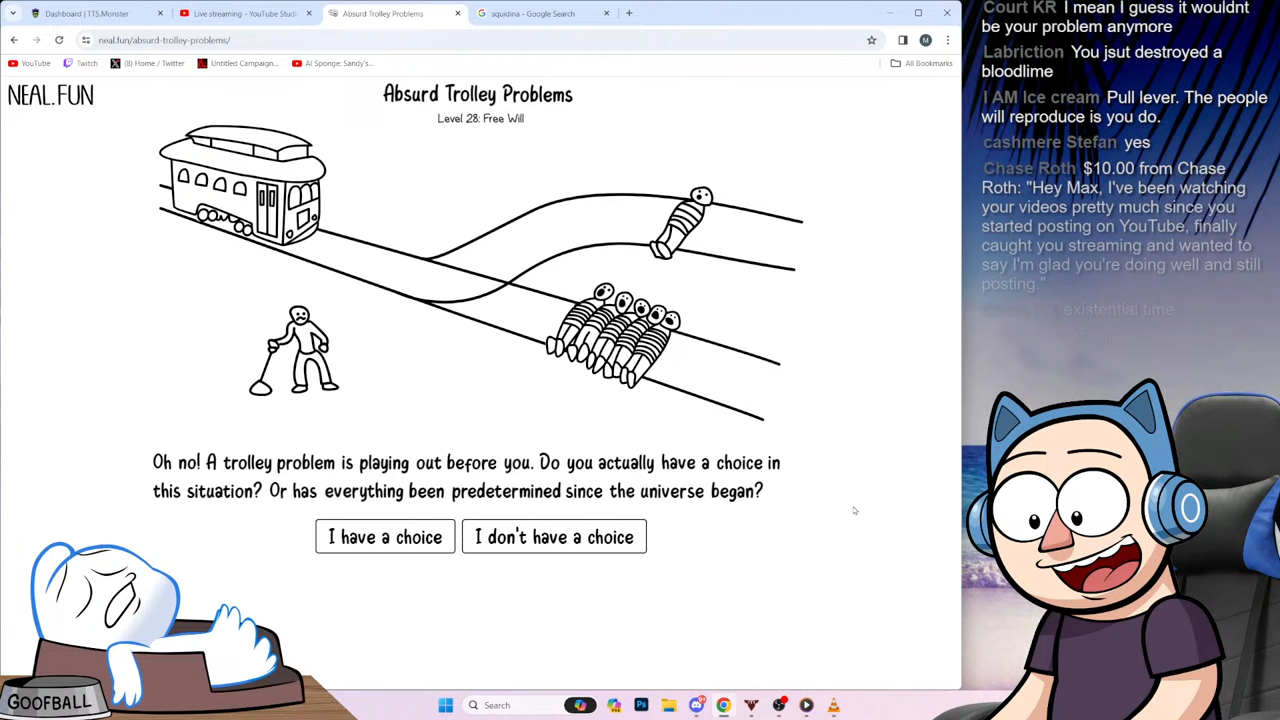 Dashboard | TTS.Monster
Live streaming - YouTube Studi
Absurd Trolley Problems
squidina - Google Search
neal.fun/absurd-trolley-problems/
M
YouTube
Twitch
(8) Home / Twitter
Untitled Campaign...
AI Sponge: Sandy's...
All Bookmarks
NEAL.FUN
Absurd Trolley Problems
Level 28: Free Will
Oh no! A trolley problem is playing out before you. Do you actually have a choice in
this situation? Or has everything been predetermined since the universe began?
I have a choice
I don't have a choice
GOOFBALL
Search
Court KR I mean I guess it wouldnt
be your problem anymore
Labriction You jsut destroyed a
bloodline
I AM Ice cream Pull lever. The people
will reproduce is you do.
cashmere Stefan yes
Chase Roth $10.00 from Chase
Roth: "Hey Max, I've been watching
your videos pretty much since you
started posting on YouTube, finally
caught you streaming and wanted to
say I'm glad you're doing well and still
posting."
existential time